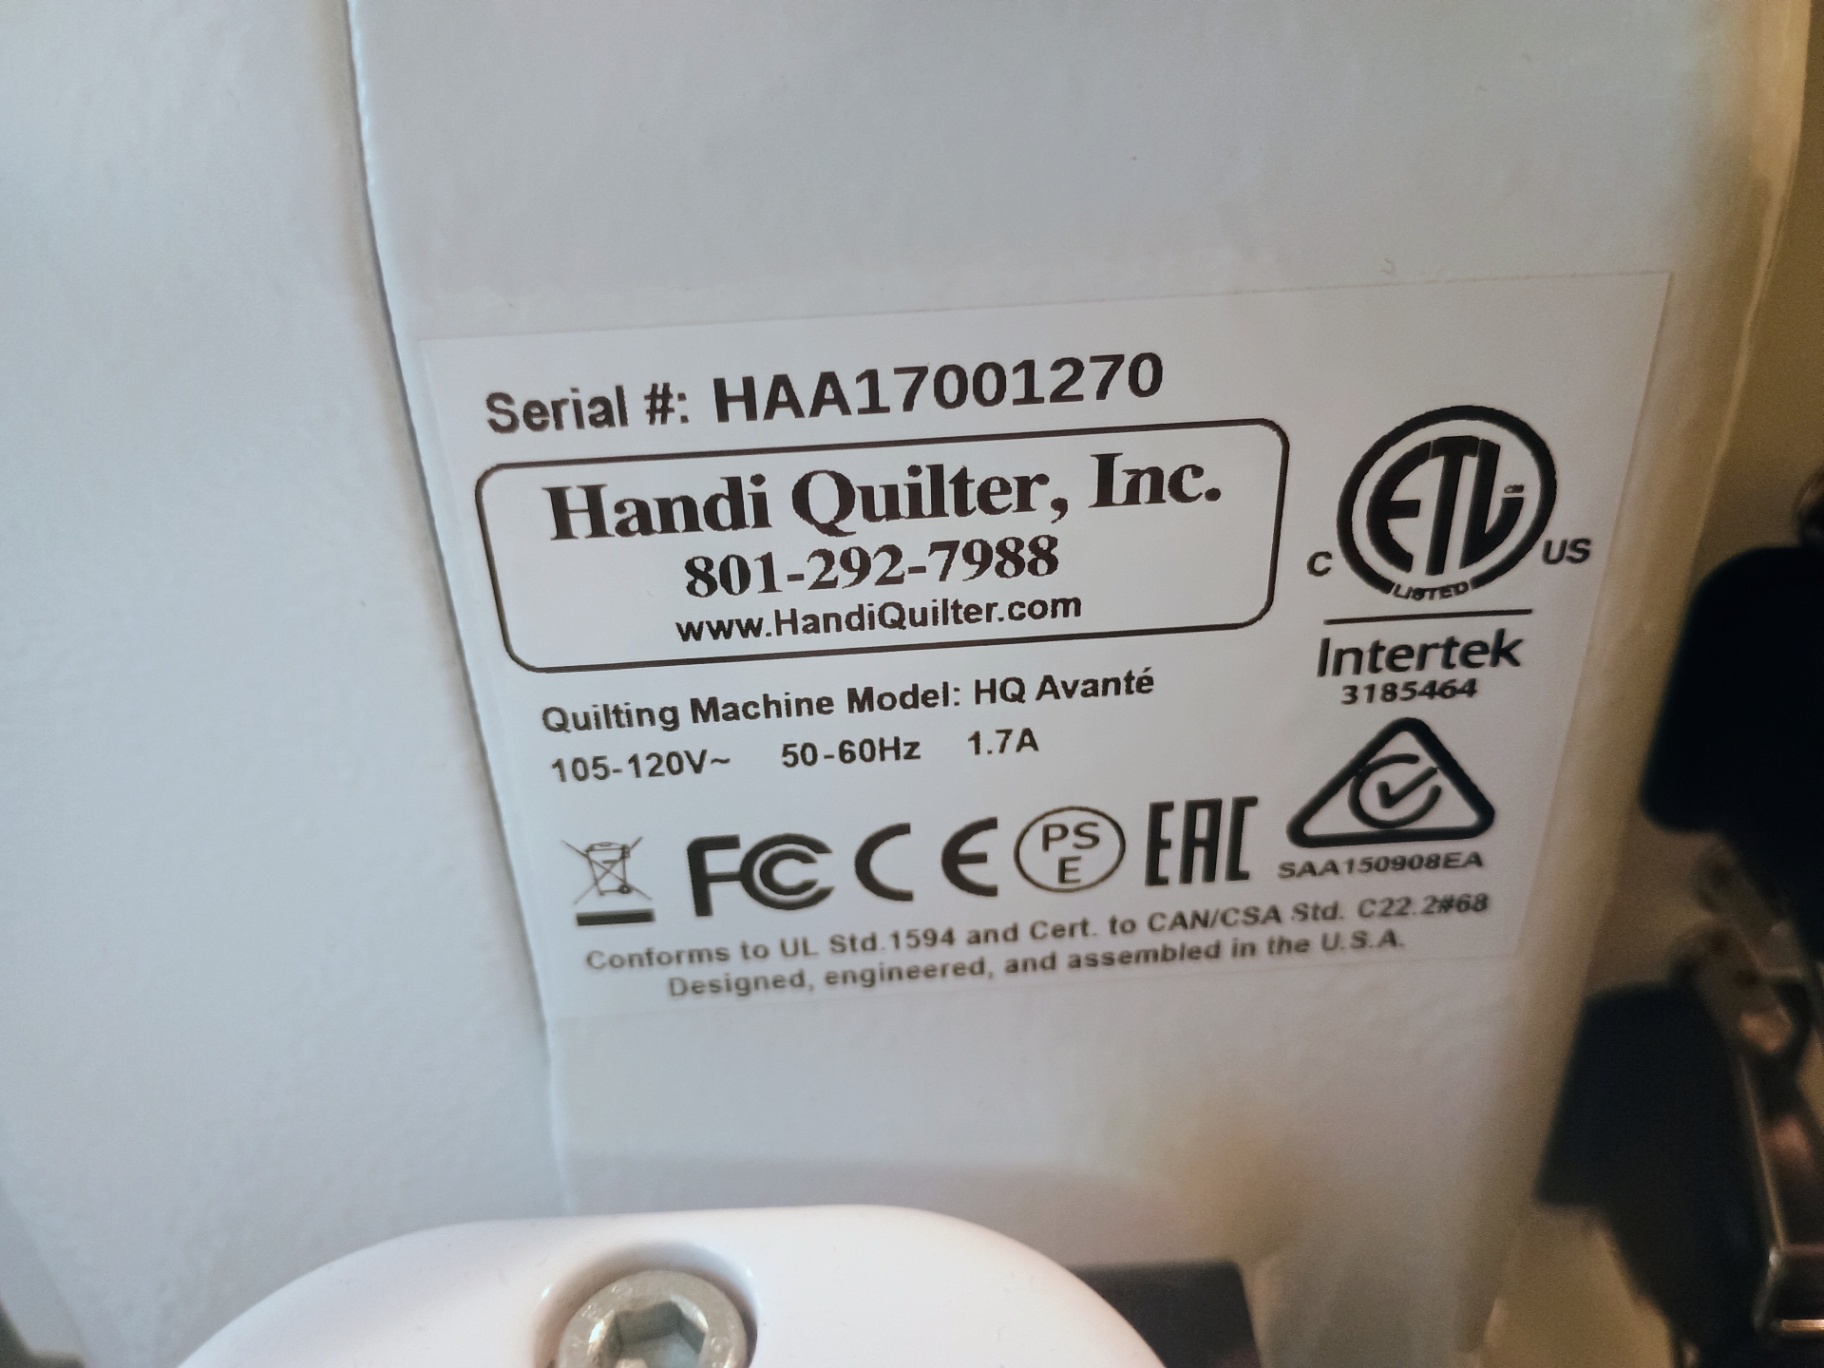 Serial #: HAA17001270
Handi Quilter, Inc.
801-292-7988
www.HandiQuilter.com
C ETL CM US
LISTED
Intertek
3185464
Quilting Machine Model: HQ Avanté
105-120V~ 50-60Hz 1.7A
FC CE PS E EAC
SAA150908EA
Conforms to UL Std.1594 and Cert. to CAN/CSA Std. C22.2#68
Designed, engineered, and assembled in the U.S.A.